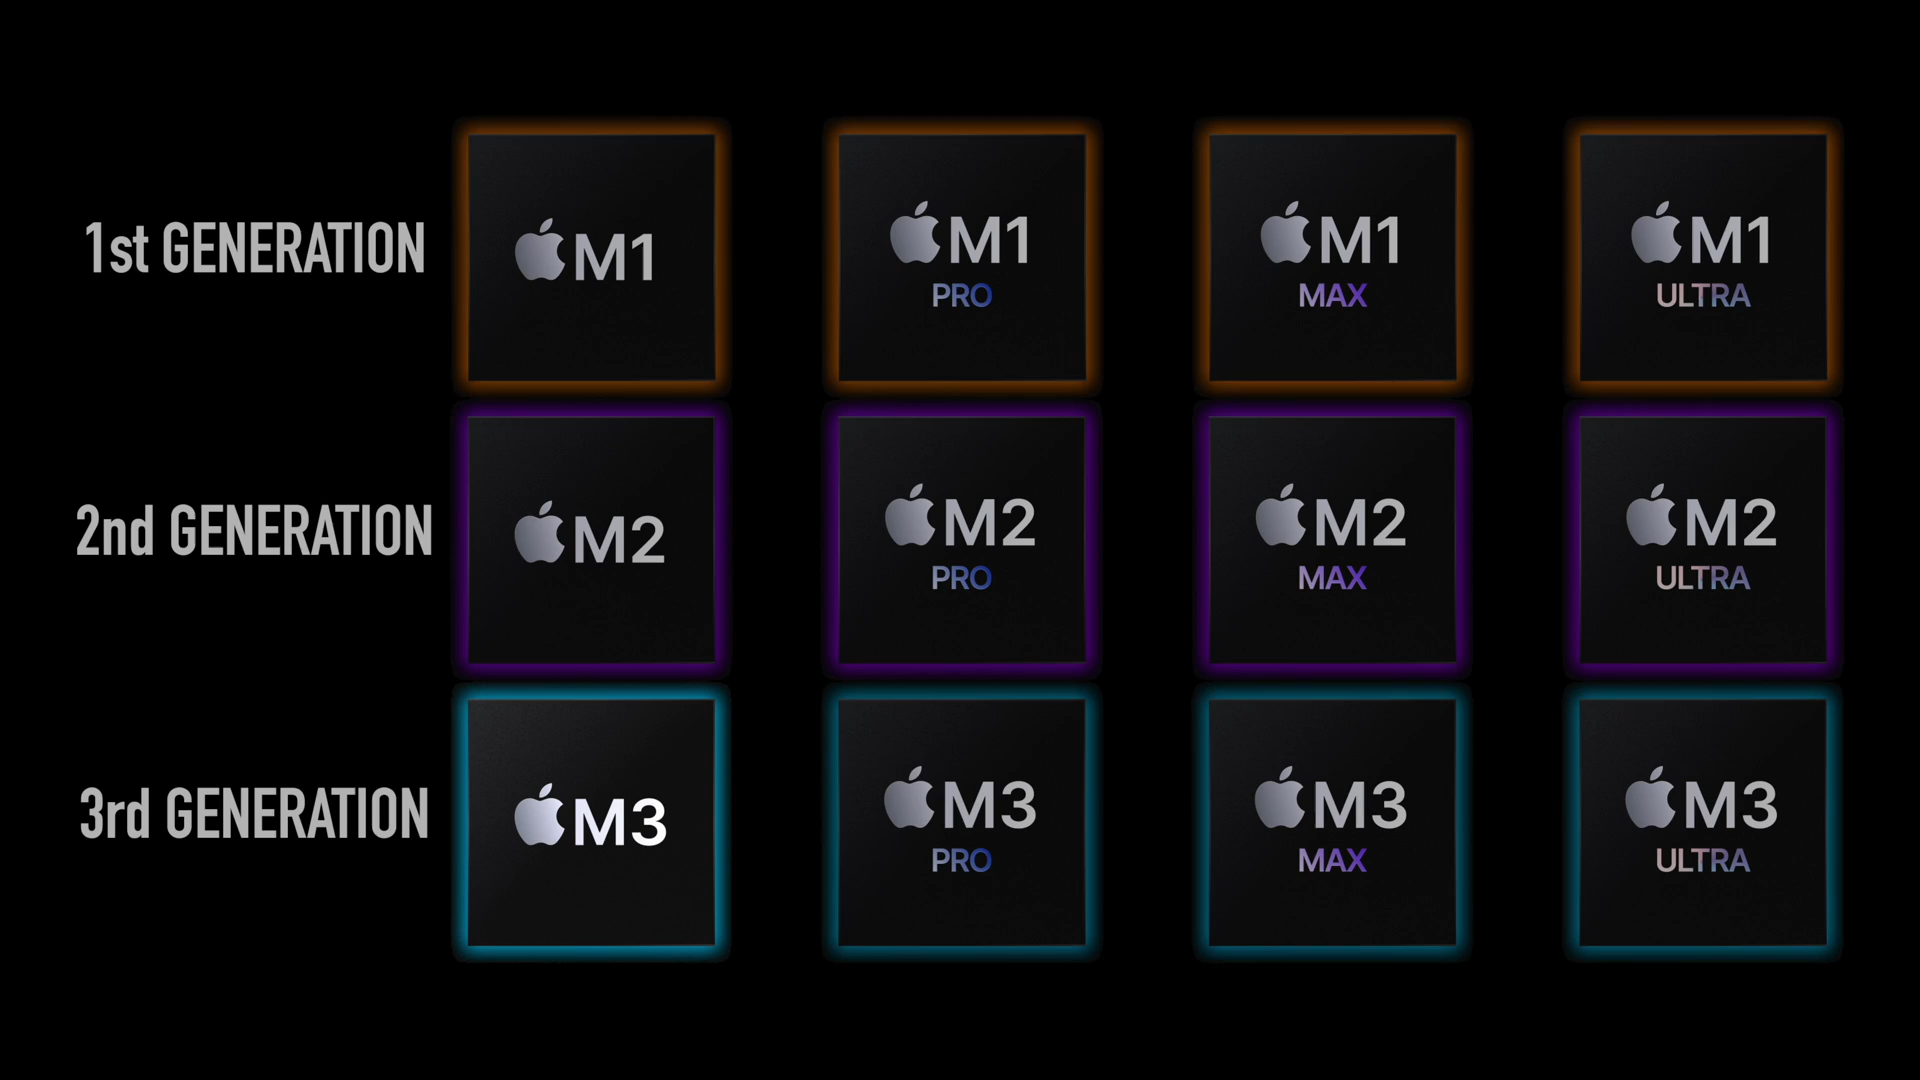 1st GENERATION
M1
M1
PRO
M1
MAX
M1
ULTRA
2nd GENERATION
M2
M2
PRO
M2
MAX
M2
ULTRA
3rd GENERATION
M3
M3
PRO
M3
MAX
M3
ULTRA